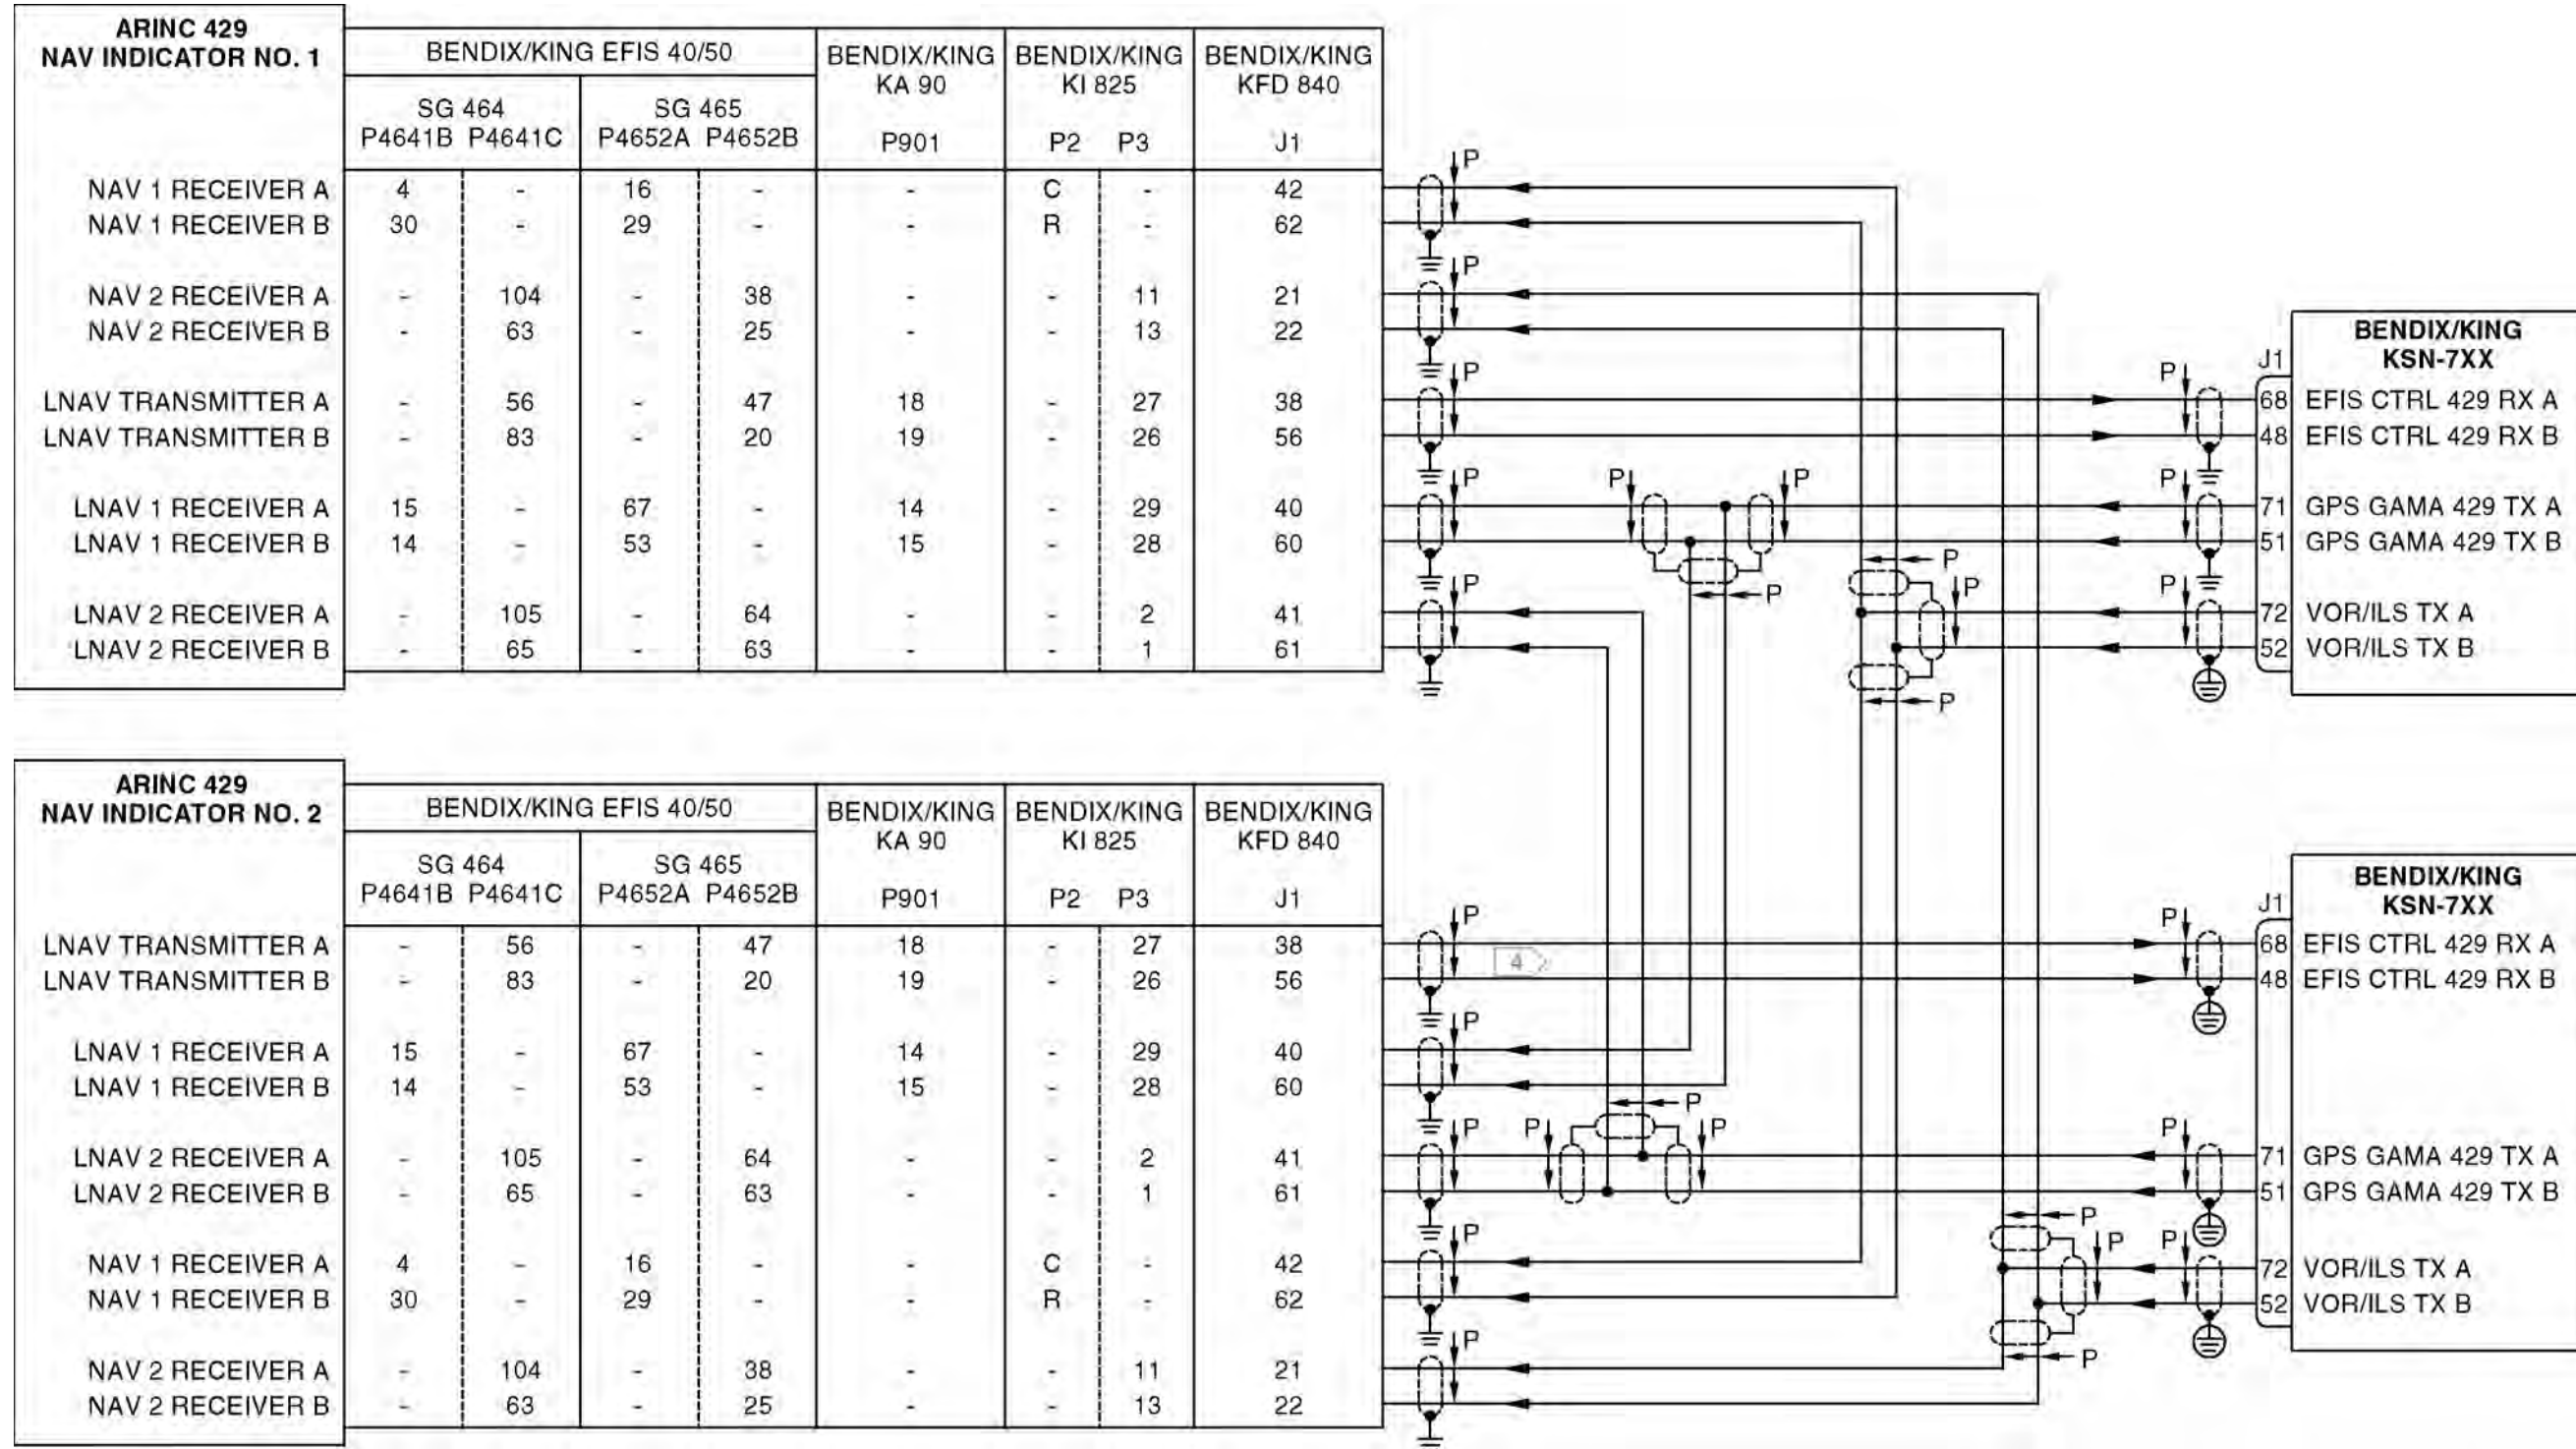 ARINC 429
NAV INDICATOR NO. 1
BENDIX/KING EFIS 40/50
BENDIX/KING KA 90
BENDIX/KING KI 825
BENDIX/KING KFD 840
SG 464 SG 465
P4641B P4641C P4652A P4652B P901 P2 P3 J1
NAV 1 RECEIVER A 4 - 16 - - C - 42
NAV 1 RECEIVER B 30 - 29 - - R - 62
NAV 2 RECEIVER A - 104 - 38 - - 11 21
NAV 2 RECEIVER B - 63 - 25 - - 13 22
LNAV TRANSMITTER A - 56 - 47 18 - 27 38
LNAV TRANSMITTER B - 83 - 20 19 - 26 56
LNAV 1 RECEIVER A 15 - 67 - 14 - 29 40
LNAV 1 RECEIVER B 14 - 53 - 15 - 28 60
LNAV 2 RECEIVER A - 105 - 64 - - 2 41
LNAV 2 RECEIVER B - 65 - 63 - - 1 61
P
P
P
P
P
P
P
P
P
P
P
P
P
P
BENDIX/KING
KSN-7XX
J1
68 EFIS CTRL 429 RX A
48 EFIS CTRL 429 RX B
71 GPS GAMA 429 TX A
51 GPS GAMA 429 TX B
72 VOR/ILS TX A
52 VOR/ILS TX B
ARINC 429
NAV INDICATOR NO. 2
BENDIX/KING EFIS 40/50
BENDIX/KING KA 90
BENDIX/KING KI 825
BENDIX/KING KFD 840
SG 464 SG 465
P4641B P4641C P4652A P4652B P901 P2 P3 J1
LNAV TRANSMITTER A - 56 - 47 18 - 27 38
LNAV TRANSMITTER B - 83 - 20 19 - 26 56
LNAV 1 RECEIVER A 15 - 67 - 14 - 29 40
LNAV 1 RECEIVER B 14 - 53 - 15 - 28 60
LNAV 2 RECEIVER A - 105 - 64 - - 2 41
LNAV 2 RECEIVER B - 65 - 63 - - 1 61
NAV 1 RECEIVER A 4 - 16 - - C - 42
NAV 1 RECEIVER B 30 - 29 - - R - 62
NAV 2 RECEIVER A - 104 - 38 - - 11 21
NAV 2 RECEIVER B - 63 - 25 - - 13 22
P
4
P
P
P
P
P
P
P
P
P
P
P
P
P
BENDIX/KING
KSN-7XX
J1
68 EFIS CTRL 429 RX A
48 EFIS CTRL 429 RX B
71 GPS GAMA 429 TX A
51 GPS GAMA 429 TX B
72 VOR/ILS TX A
52 VOR/ILS TX B